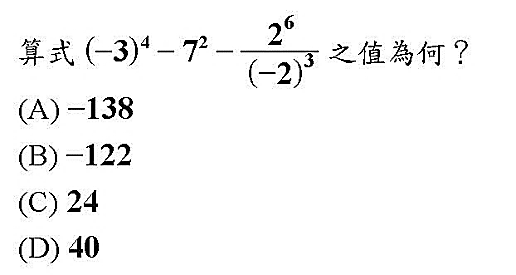 算式 (−3)⁴ − 7² − 2⁶/(−2)³ 之值為何？
(A) −138
(B) −122
(C) 24
(D) 40